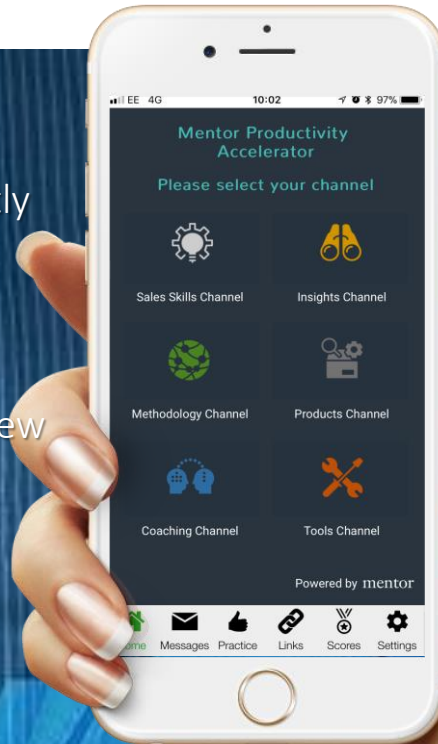 EE 4G 10:02 97%
Mentor Productivity
Accelerator
Please select your channel
Sales Skills Channel Insights Channel
Methodology Channel Products Channel
Coaching Channel Tools Channel
Powered by mentor
Messages Practice Links Scores Settings